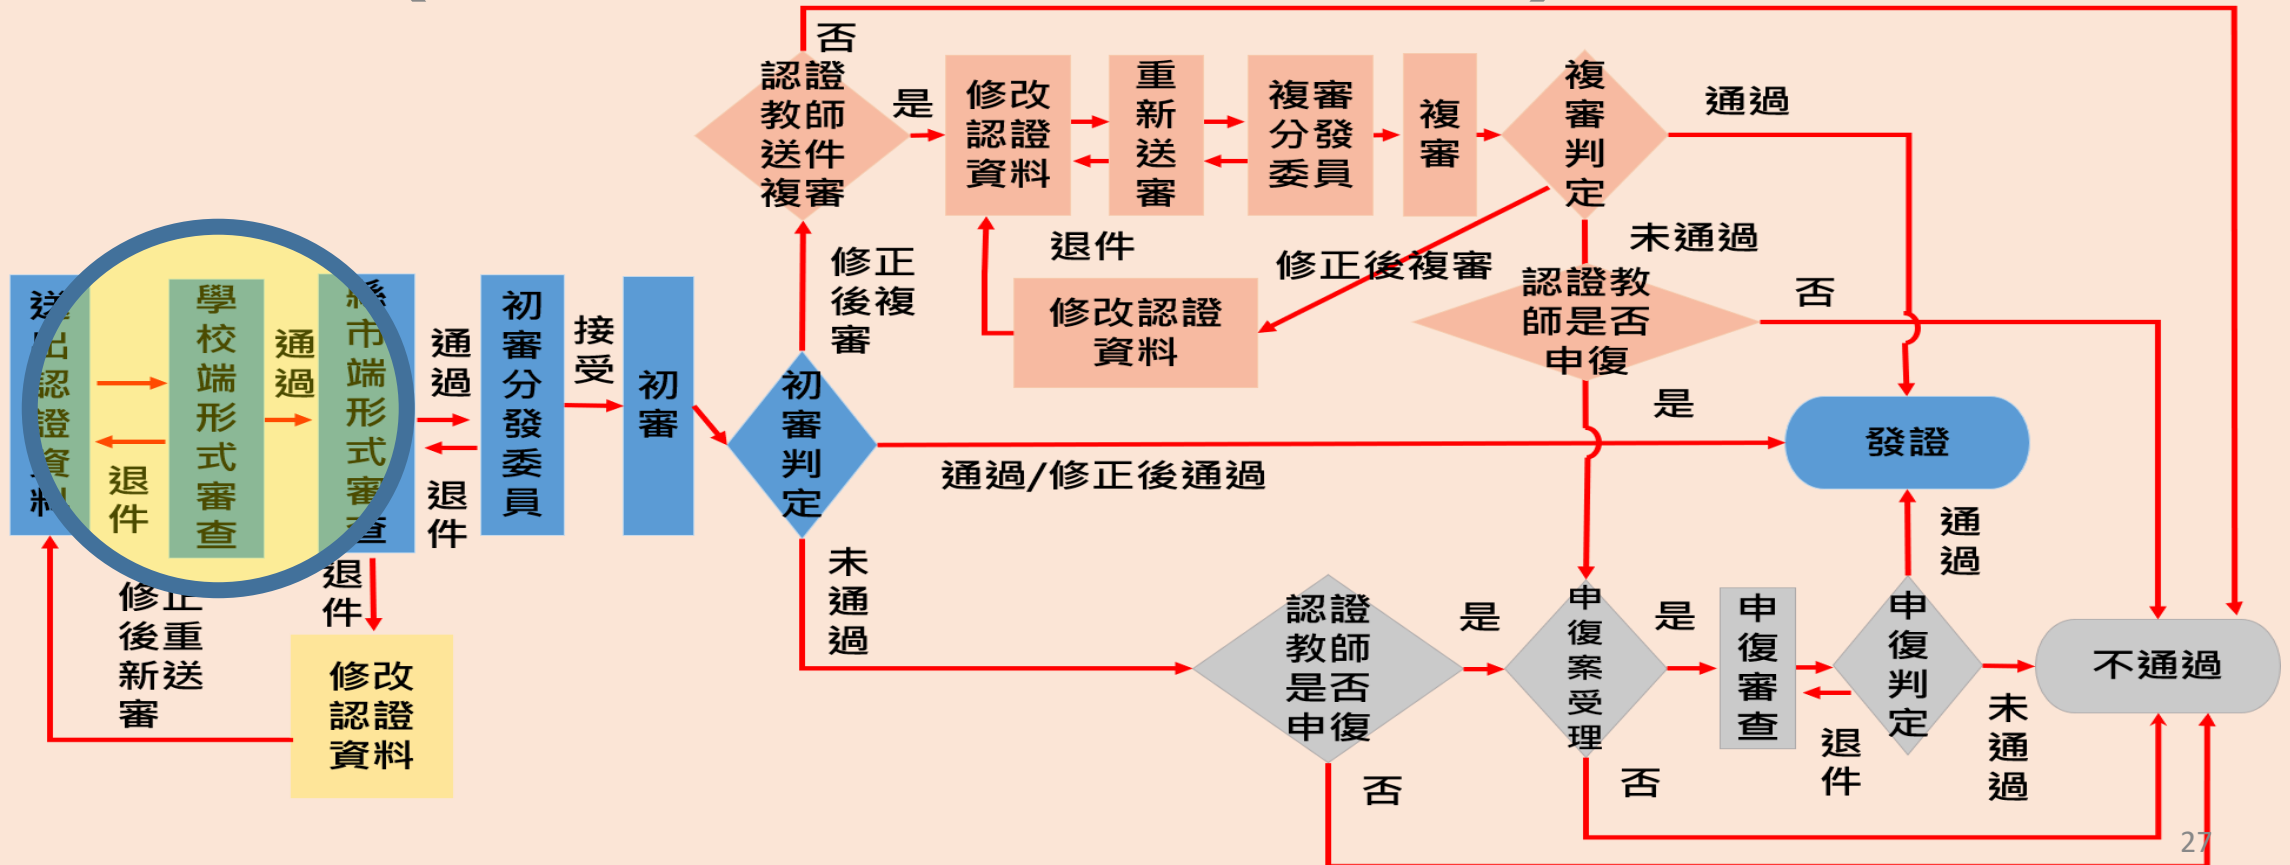 否
認證
教師
送件
複審
是
修改
認證
資料
重新送審
複審
分發
委員
複審
複審判定
通過
退件
修正後複審
未通過
修改認證
資料
認證教
師是否
申復
否
是
送出認證資料
退件
學校端形式審查
通過
縣市端形式審查
通過
退件
初審分發委員
接受
初審
初審判定
修正
後複
審
通過/修正後通過
發證
未通過
退件
修正
後重
新送
審
修改
認證
資料
認證
教師
是否
申復
是
否
申復案受理
是
否
申復審查
退件
申復判定
通過
未通過
不通過
27